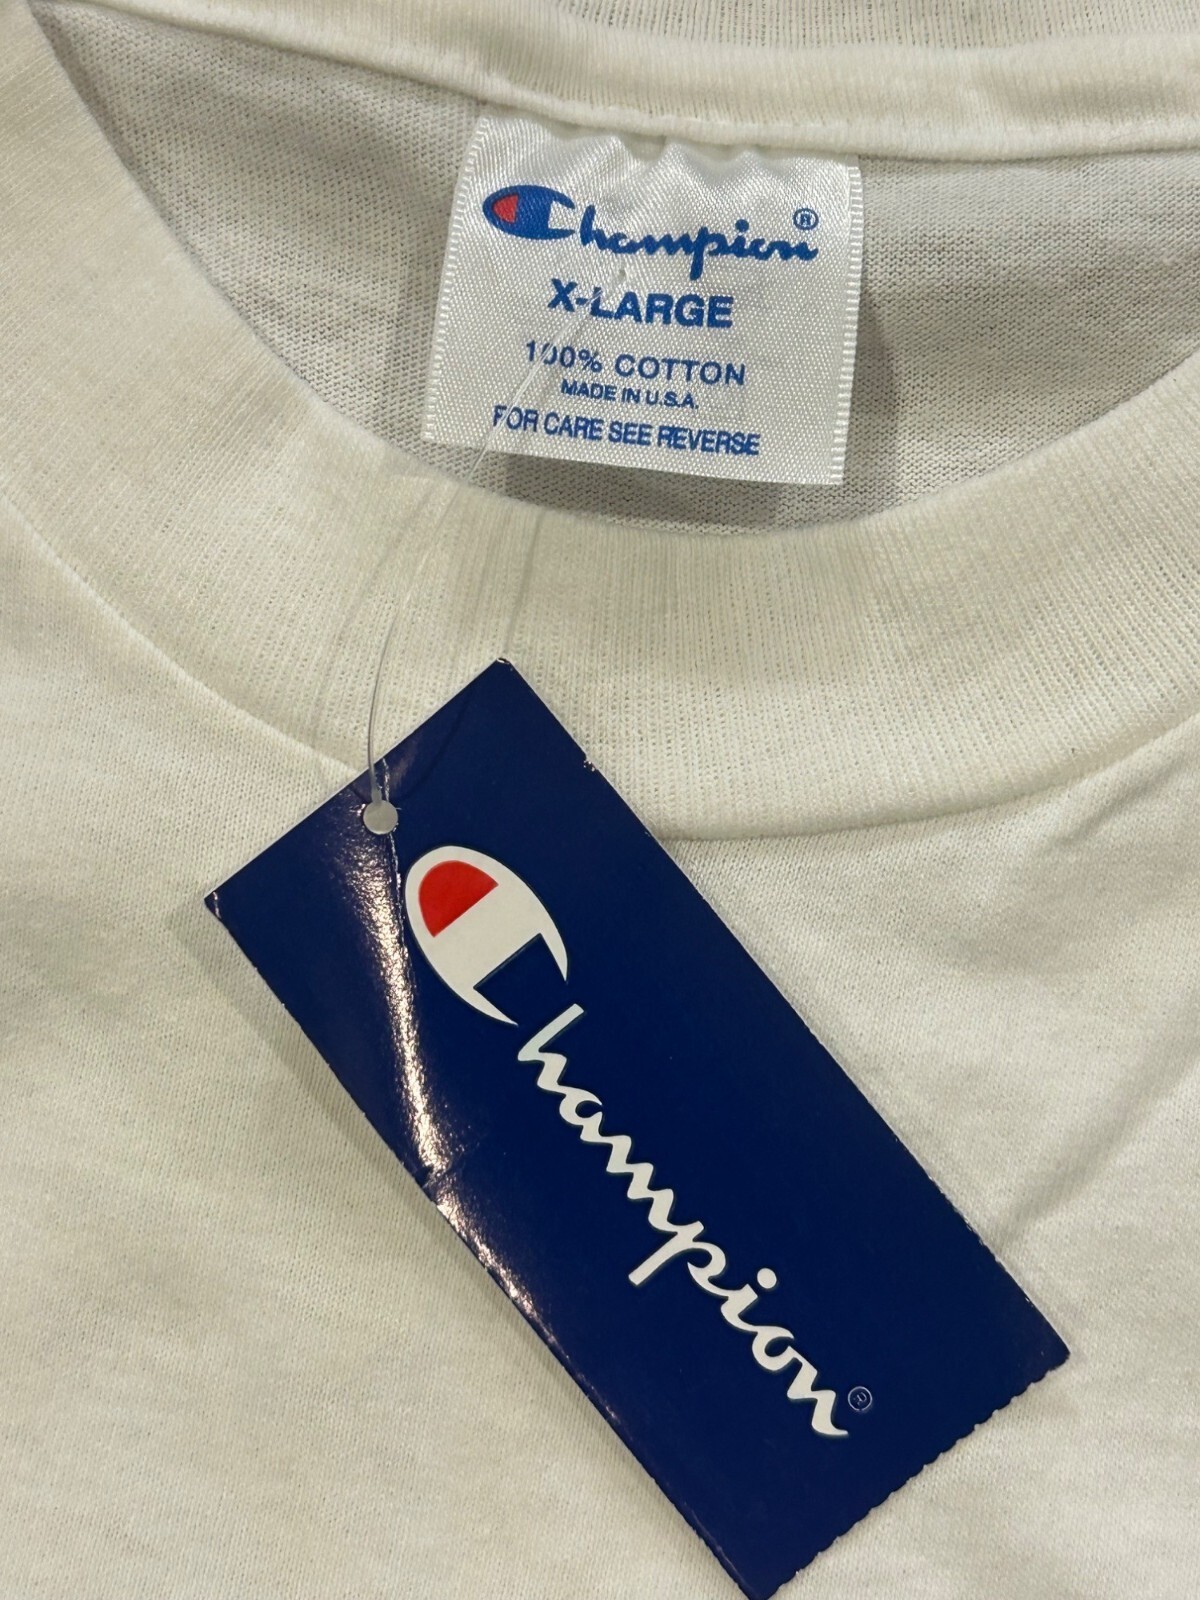 Champion®
X-LARGE
100% COTTON
MADE IN U.S.A.
FOR CARE SEE REVERSE
Champion®